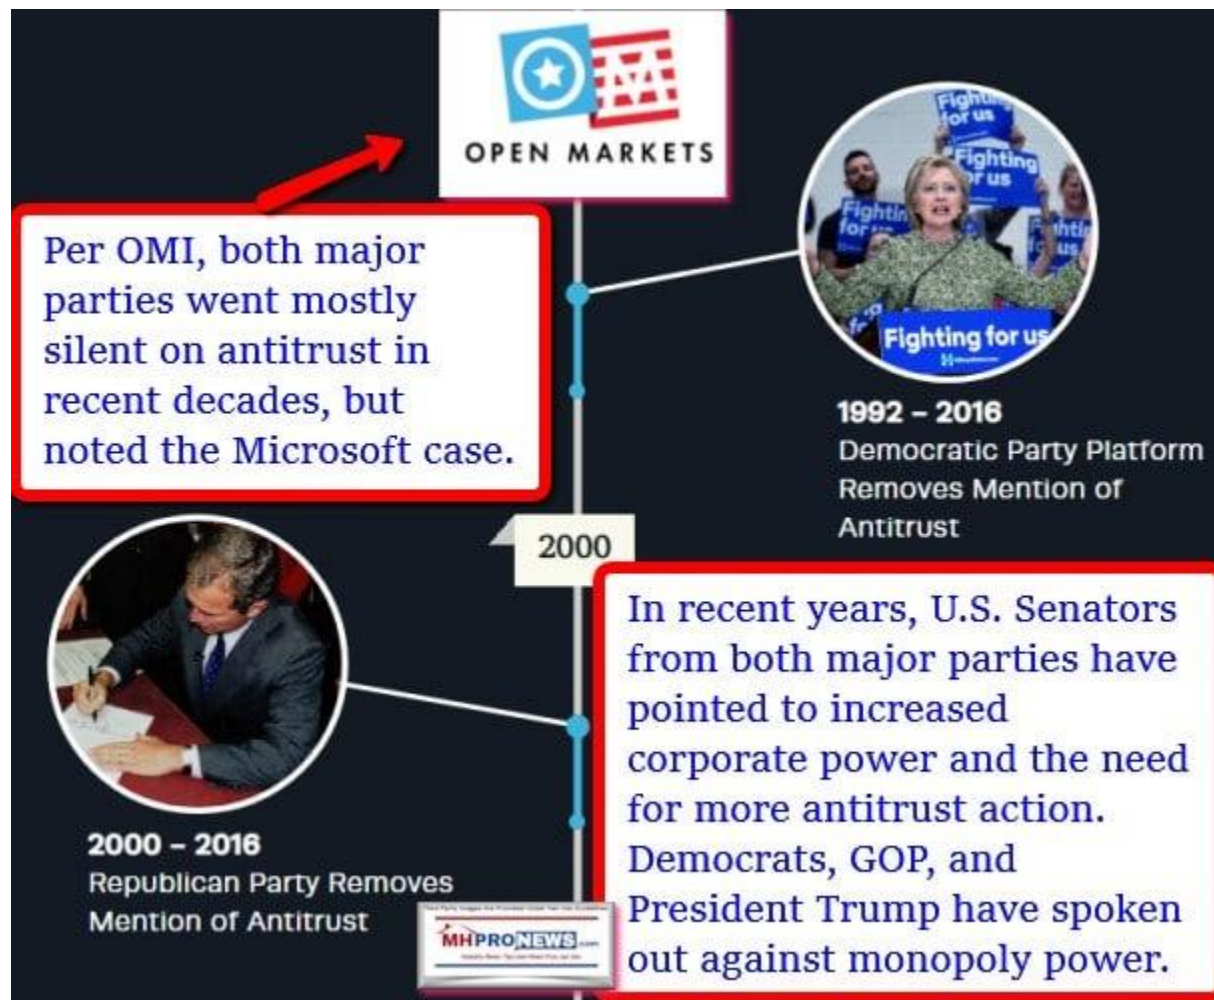 OPEN MARKETS
Fighting
for us
Fighting
for us
Fighting for us
Per OMI, both major
parties went mostly
silent on antitrust in
recent decades, but
noted the Microsoft case.
1992 – 2016
Democratic Party Platform
Removes Mention of
Antitrust
2000
2000 – 2016
Republican Party Removes
Mention of Antitrust
In recent years, U.S. Senators
from both major parties have
pointed to increased
corporate power and the need
for more antitrust action.
Democrats, GOP, and
President Trump have spoken
out against monopoly power.
MHPRONEWS.com